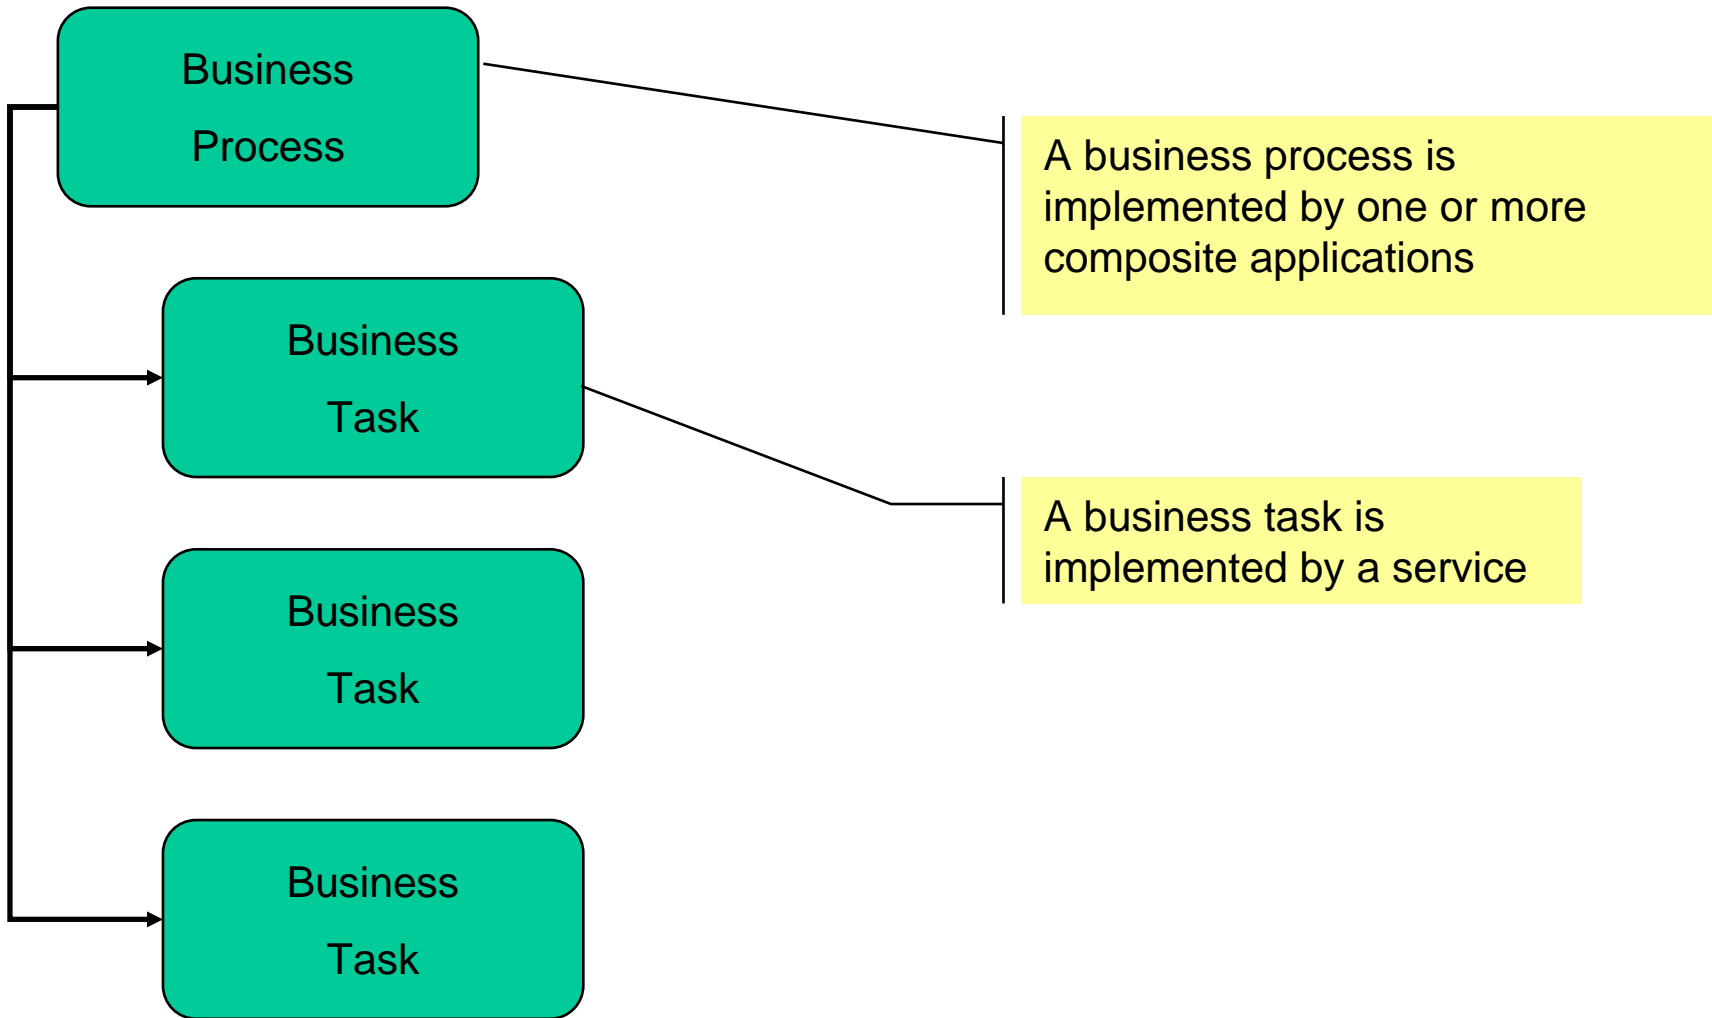 Business
Process
A business process is
implemented by one or more
composite applications
Business
Task
A business task is
implemented by a service
Business
Task
Business
Task